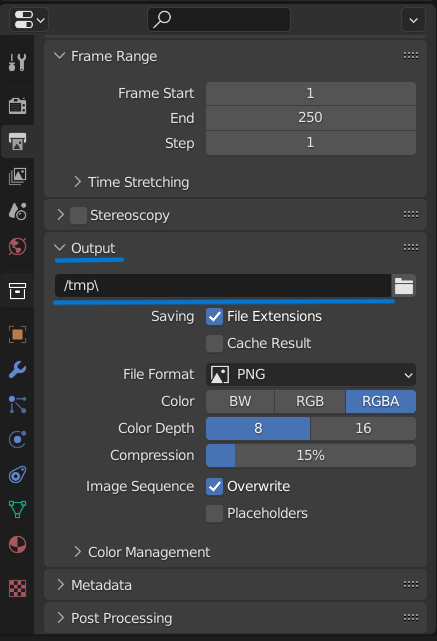 Frame Range
Frame Start 1
End 250
Step 1
Time Stretching
Stereoscopy
Output
/tmp\
Saving File Extensions
Cache Result
File Format PNG
Color BW RGB RGBA
Color Depth 8 16
Compression 15%
Image Sequence Overwrite
Placeholders
Color Management
Metadata
Post Processing